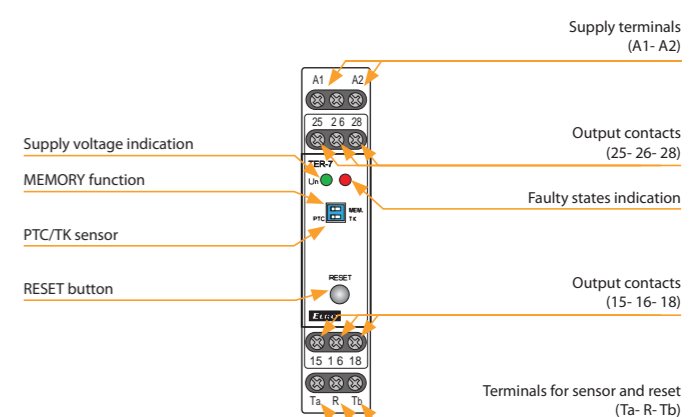 Supply terminals
(A1- A2)
A1 A2
25 26 28
Output contacts
(25- 26- 28)
Supply voltage indication
TER-7
Un
MEMORY function
Faulty states indication
MEM.
PTC TK
PTC/TK sensor
RESET
RESET button
Output contacts
(15- 16- 18)
15 16 18
Terminals for sensor and reset
(Ta- R- Tb)
Ta R Tb